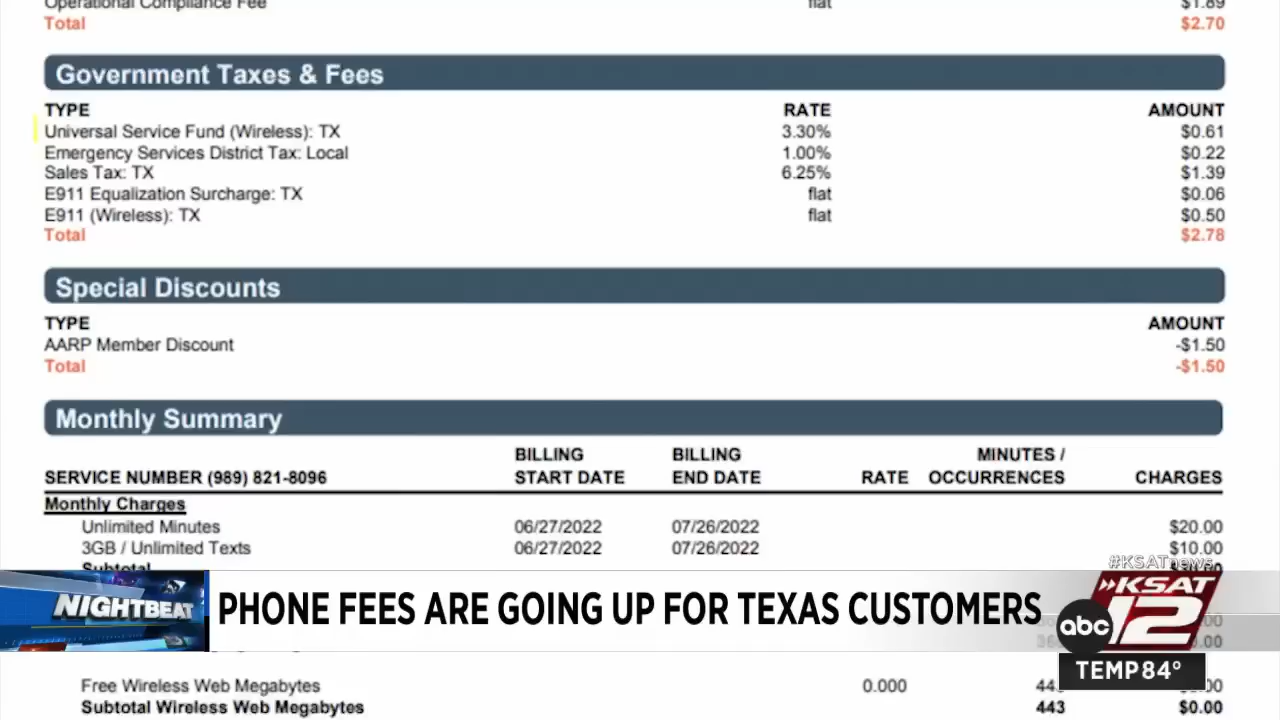 Operational Compliance Fee flat $1.89
Total $2.70
Government Taxes & Fees
TYPE RATE AMOUNT
Universal Service Fund (Wireless): TX 3.30% $0.61
Emergency Services District Tax: Local 1.00% $0.22
Sales Tax: TX 6.25% $1.39
E911 Equalization Surcharge: TX flat $0.06
E911 (Wireless): TX flat $0.50
Total $2.78
Special Discounts
TYPE AMOUNT
AARP Member Discount -$1.50
Total -$1.50
Monthly Summary
BILLING BILLING MINUTES /
SERVICE NUMBER (989) 821-8096 START DATE END DATE RATE OCCURRENCES CHARGES
Monthly Charges
Unlimited Minutes 06/27/2022 07/26/2022 $20.00
3GB / Unlimited Texts 06/27/2022 07/26/2022 $10.00
#KSATnews
Subtotal
NIGHTBEAT
PHONE FEES ARE GOING UP FOR TEXAS CUSTOMERS
KSAT
abc 12
TEMP 84°
Free Wireless Web Megabytes 0.000
Subtotal Wireless Web Megabytes 443 $0.00